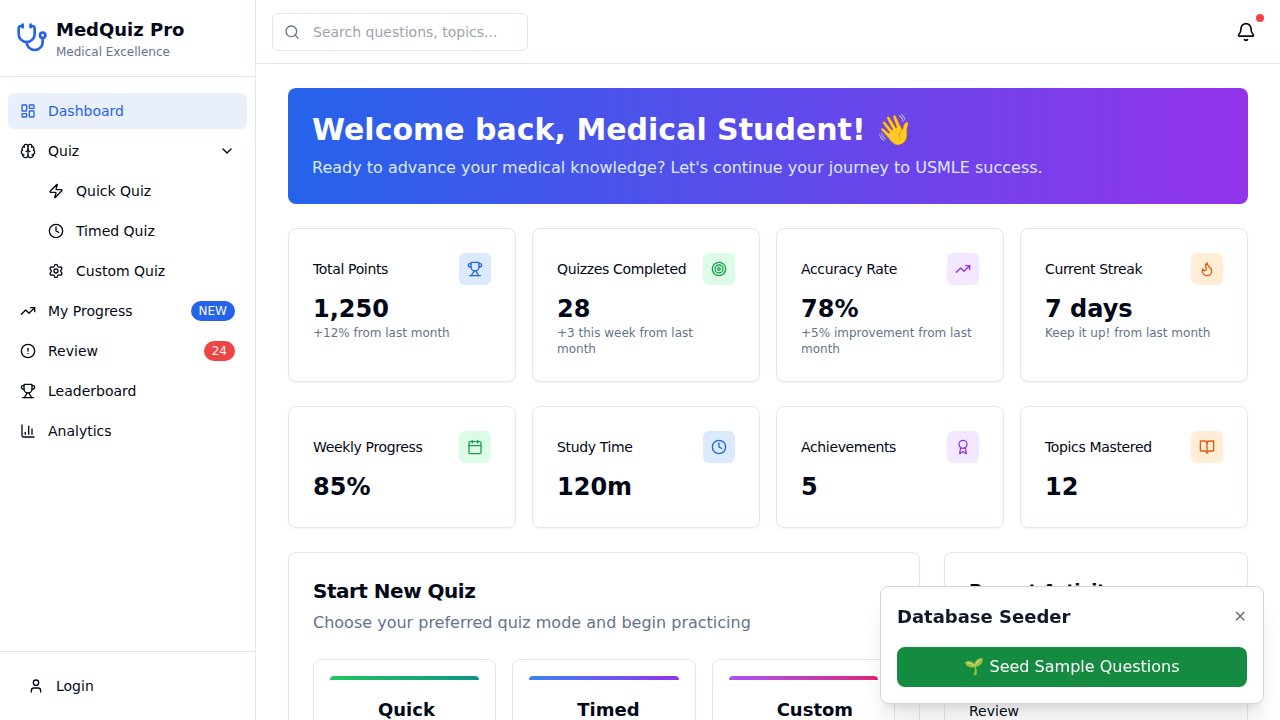 MedQuiz Pro
Medical Excellence
Dashboard
Quiz
Quick Quiz
Timed Quiz
Custom Quiz
My Progress NEW
Review 24
Leaderboard
Analytics
Login
Search questions, topics...
Welcome back, Medical Student! 👋
Ready to advance your medical knowledge? Let's continue your journey to USMLE success.
Total Points
1,250
+12% from last month
Quizzes Completed
28
+3 this week from last
month
Accuracy Rate
78%
+5% improvement from last
month
Current Streak
7 days
Keep it up! from last month
Weekly Progress
85%
Study Time
120m
Achievements
5
Topics Mastered
12
Start New Quiz
Choose your preferred quiz mode and begin practicing
Quick
Timed
Custom
Database Seeder
🌱 Seed Sample Questions
Review